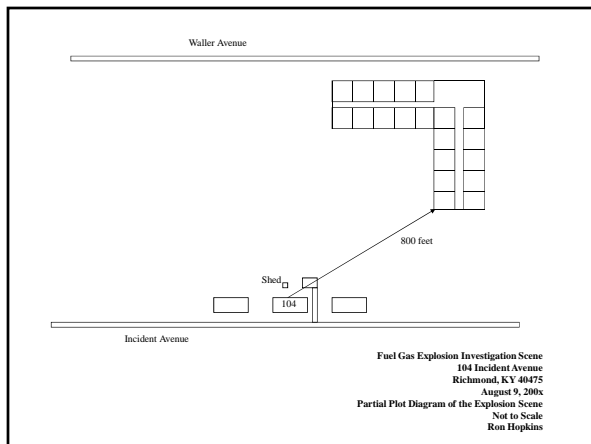 Waller Avenue
800 feet
Shed
104
Incident Avenue
Fuel Gas Explosion Investigation Scene
104 Incident Avenue
Richmond, KY 40475
August 9, 200x
Partial Plot Diagram of the Explosion Scene
Not to Scale
Ron Hopkins